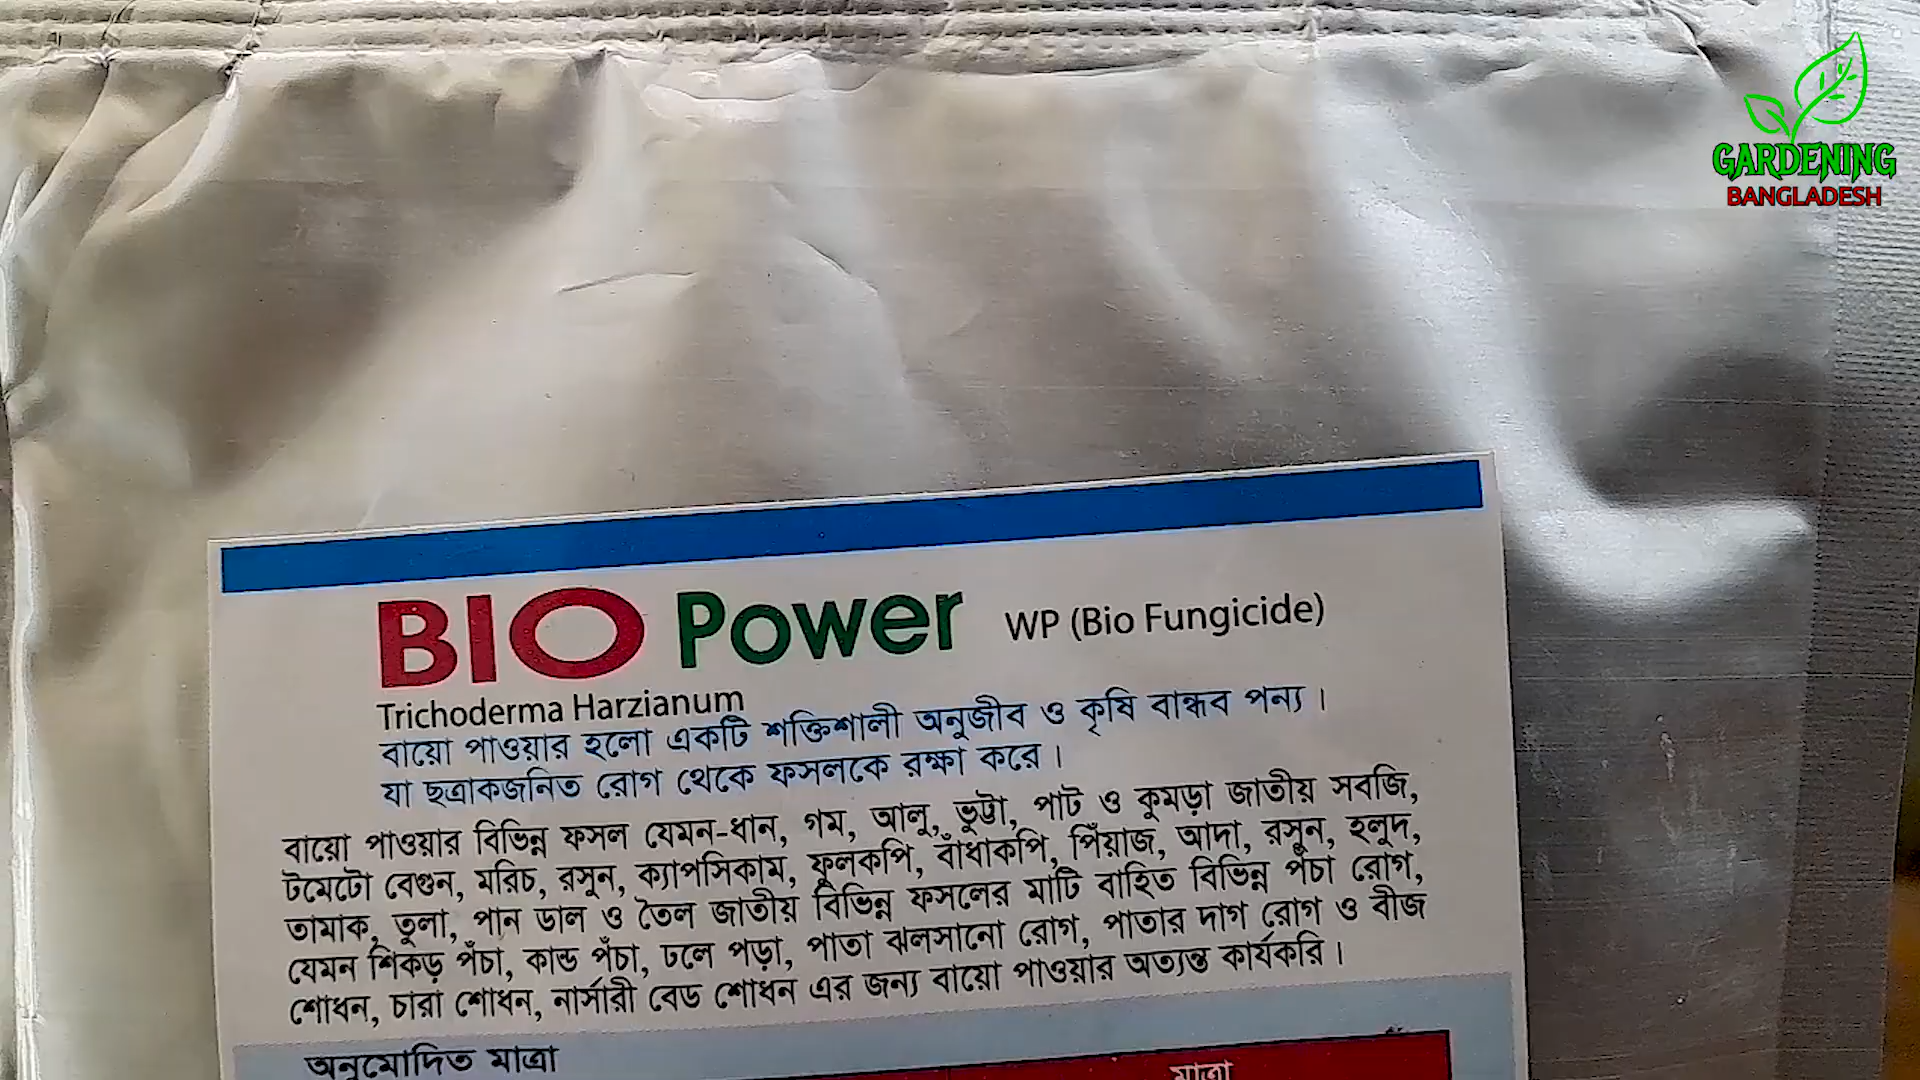 GARDENING
BANGLADESH
BIO Power WP (Bio Fungicide)
Trichoderma Harzianum
বায়ো পাওয়ার হলো একটি শক্তিশালী অনুজীব ও কৃষি বান্ধব পন্য।
যা ছত্রাকজনিত রোগ থেকে ফসলকে রক্ষা করে।
বায়ো পাওয়ার বিভিন্ন ফসল যেমন-ধান, গম, আলু, ভুট্টা, পাট ও কুমড়া জাতীয় সবজি,
টমেটো বেগুন, মরিচ, রসুন, ক্যাপসিকাম, ফুলকপি, বাঁধাকপি, পিঁয়াজ, আদা, রসুন, হলুদ,
তামাক, তুলা, পান ডাল ও তৈল জাতীয় বিভিন্ন ফসলের মাটি বাহিত বিভিন্ন পঁচা রোগ,
যেমন শিকড় পঁচা, কান্ড পঁচা, ঢলে পড়া, পাতা ঝলসানো রোগ, পাতার দাগ রোগ ও বীজ
শোধন, চারা শোধন, নার্সারী বেড শোধন এর জন্য বায়ো পাওয়ার অত্যন্ত কার্যকরি।
অনুমোদিত মাত্রা
মাত্রা